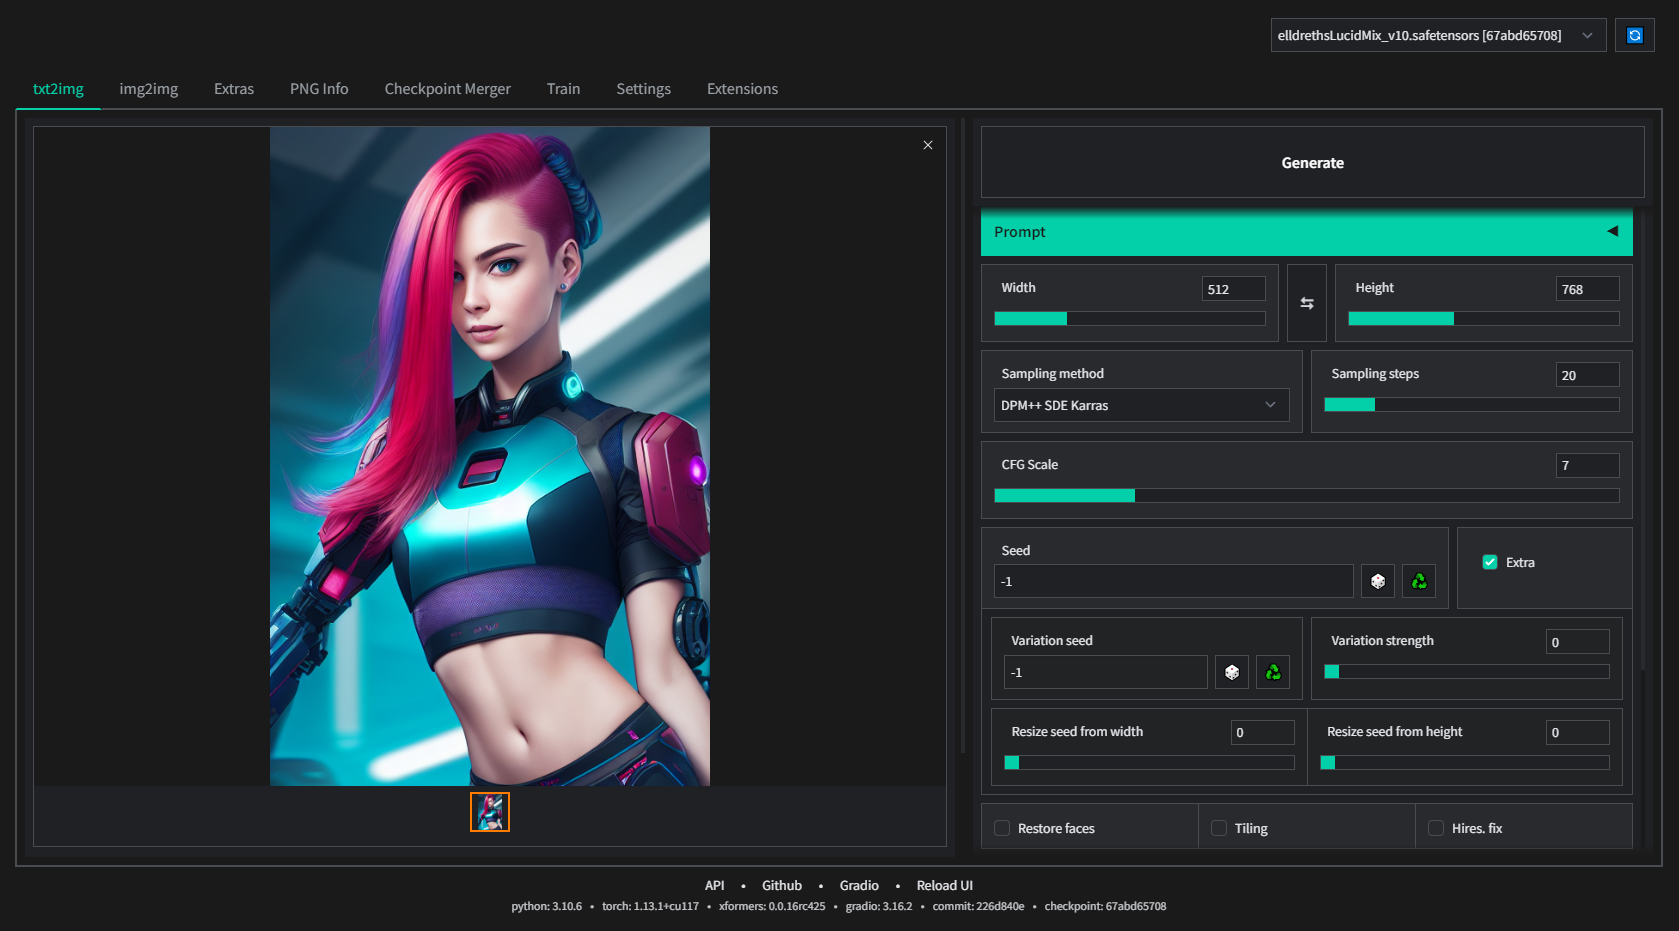 elldrethsLucidMix_v10.safetensors [67abd65708]
txt2img img2img Extras PNG Info Checkpoint Merger Train Settings Extensions
Generate
Prompt
Width 512
Height 768
Sampling method
DPM++ SDE Karras
Sampling steps 20
CFG Scale 7
Seed
-1
Extra
Variation seed
-1
Variation strength 0
Resize seed from width 0
Resize seed from height 0
Restore faces Tiling Hires. fix
API • Github • Gradio • Reload UI
python: 3.10.6 • torch: 1.13.1+cu117 • xformers: 0.0.16rc425 • gradio: 3.16.2 • commit: 226d840e • checkpoint: 67abd65708